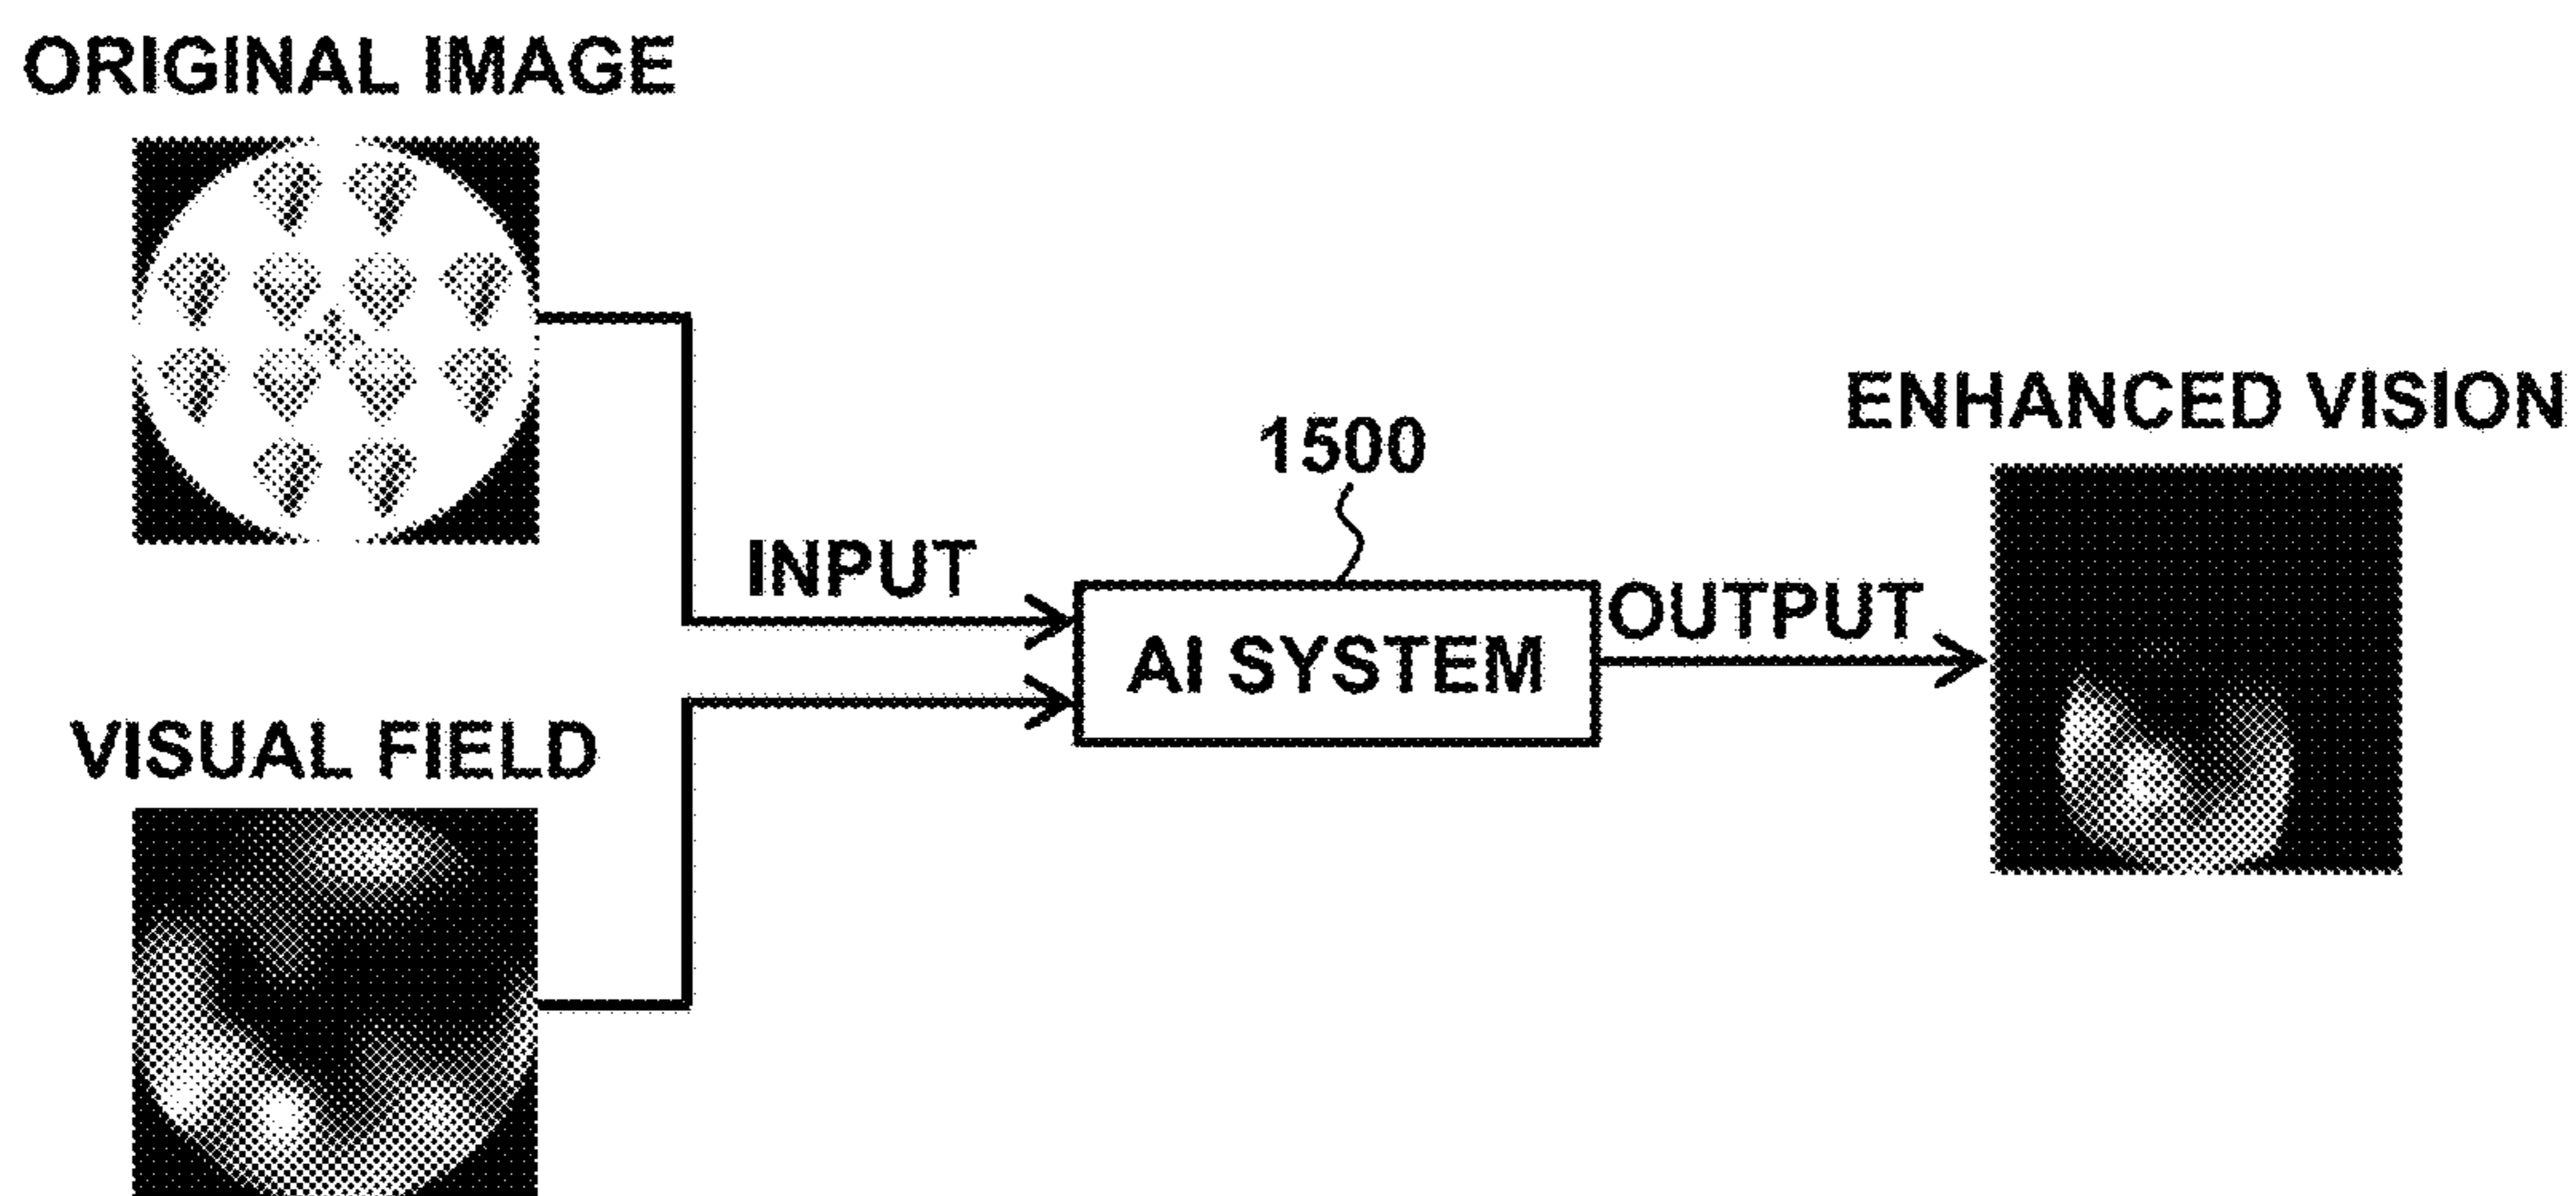 ORIGINAL IMAGE
INPUT
VISUAL FIELD
1500
AI SYSTEM
OUTPUT
ENHANCED VISION